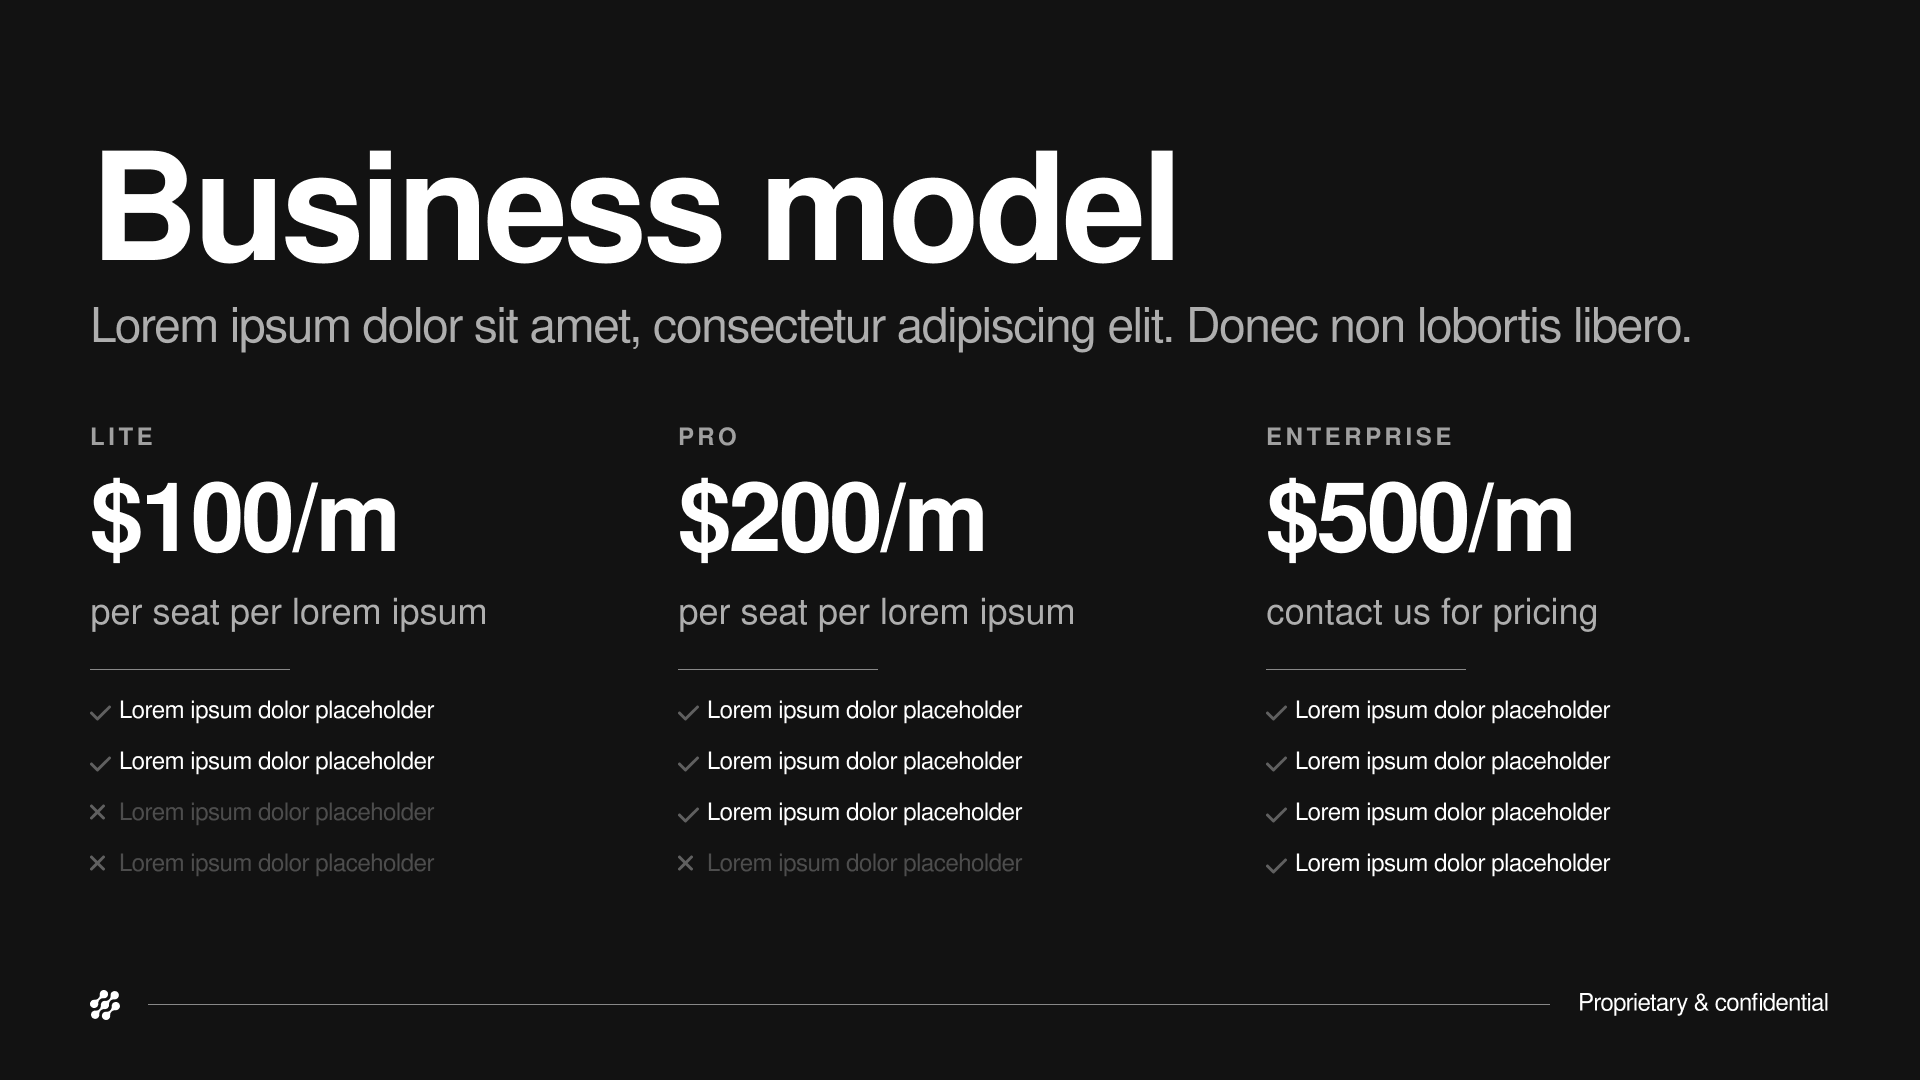 Business model
Lorem ipsum dolor sit amet, consectetur adipiscing elit. Donec non lobortis libero.
LITE
$100/m
per seat per lorem ipsum
Lorem ipsum dolor placeholder
Lorem ipsum dolor placeholder
Lorem ipsum dolor placeholder
Lorem ipsum dolor placeholder
PRO
$200/m
per seat per lorem ipsum
Lorem ipsum dolor placeholder
Lorem ipsum dolor placeholder
Lorem ipsum dolor placeholder
Lorem ipsum dolor placeholder
ENTERPRISE
$500/m
contact us for pricing
Lorem ipsum dolor placeholder
Lorem ipsum dolor placeholder
Lorem ipsum dolor placeholder
Lorem ipsum dolor placeholder
Proprietary & confidential